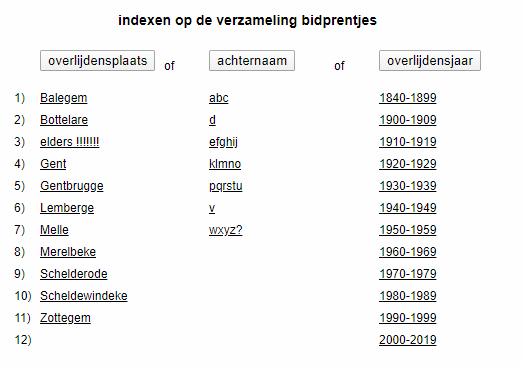 indexen op de verzameling bidprentjes
overlijdensplaats of achternaam of overlijdensjaar
1) Balegem abc 1840-1899
2) Bottelare d 1900-1909
3) elders !!!!!!! efghij 1910-1919
4) Gent klmno 1920-1929
5) Gentbrugge pqrstu 1930-1939
6) Lemberge v 1940-1949
7) Melle wxyz? 1950-1959
8) Merelbeke 1960-1969
9) Schelderode 1970-1979
10) Scheldewindeke 1980-1989
11) Zottegem 1990-1999
12) 2000-2019